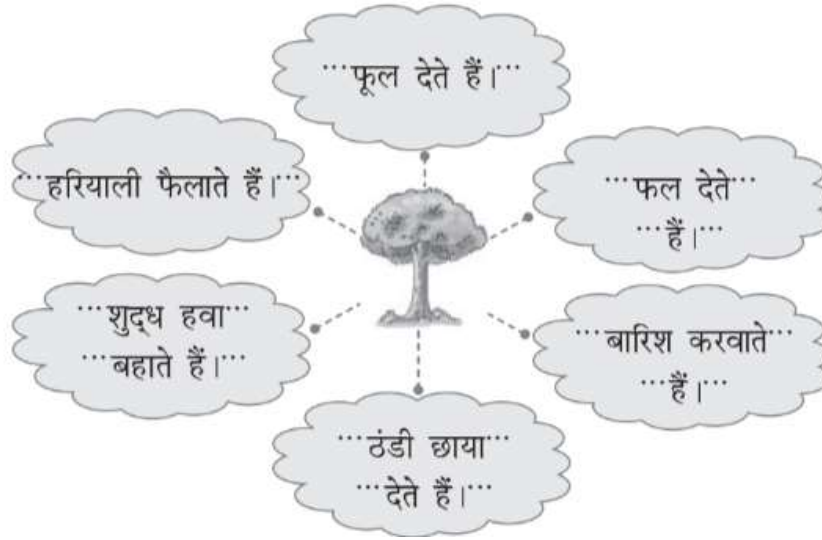 ···फूल देते हैं।···
···हरियाली फैलाते हैं।···
···फल देते···
···हैं।···
···शुद्ध हवा···
···बहाते हैं।···
···बारिश करवाते···
···हैं।···
···ठंडी छाया···
···देते हैं।···